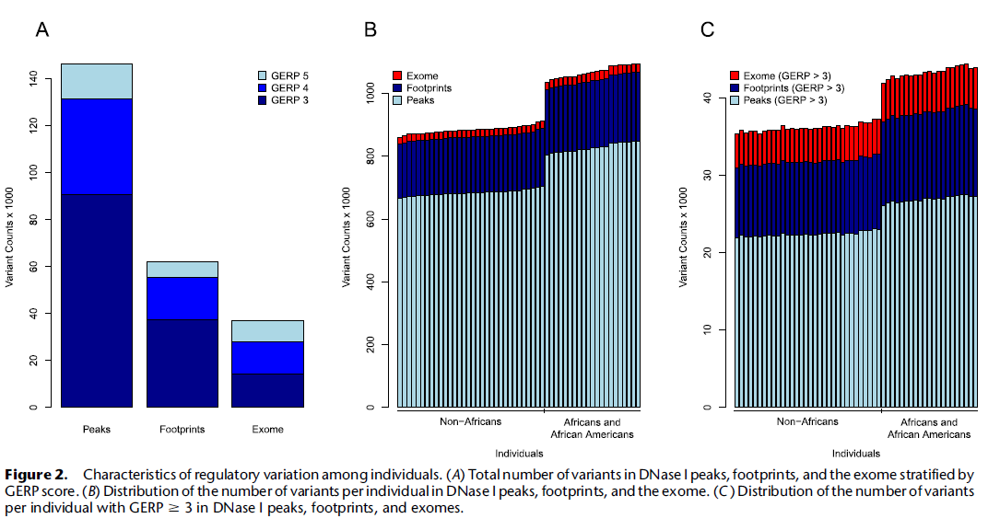 A
GERP 5
GERP 4
GERP 3
Variant Counts x 1000
0
20
40
60
80
100
120
140
Peaks
Footprints
Exome
B
Exome
Footprints
Peaks
Variant Counts x 1000
0
200
400
600
800
1000
Non-Africans
Africans and
African Americans
Individuals
C
Exome (GERP > 3)
Footprints (GERP > 3)
Peaks (GERP > 3)
Variant Counts x 1000
0
10
20
30
40
Non-Africans
Africans and
African Americans
Individuals
Figure 2. Characteristics of regulatory variation among individuals. (A) Total number of variants in DNase I peaks, footprints, and the exome stratified by
GERP score. (B) Distribution of the number of variants per individual in DNase I peaks, footprints, and the exome. (C) Distribution of the number of variants
per individual with GERP ≥ 3 in DNase I peaks, footprints, and exomes.